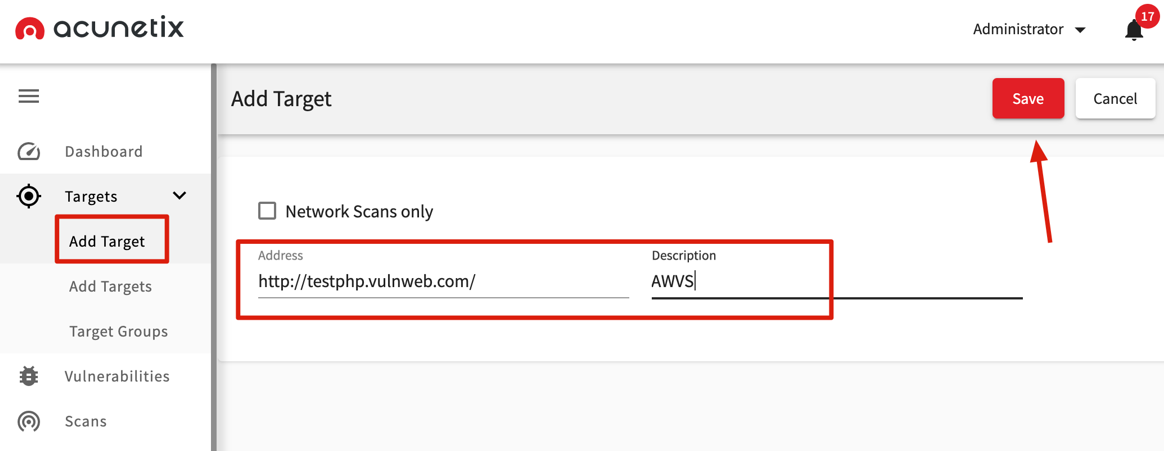 acunetix
Administrator
17
Add Target
Save
Cancel
Dashboard
Targets
Add Target
Add Targets
Target Groups
Vulnerabilities
Scans
Network Scans only
Address
Description
http://testphp.vulnweb.com/
AWVS